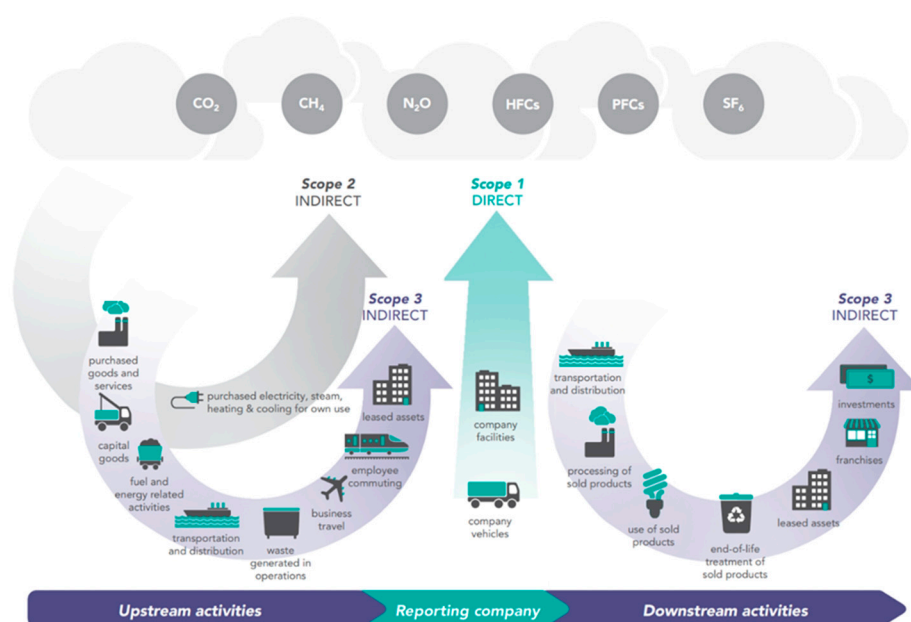 CO₂
CH₄
N₂O
HFCs
PFCs
SF₆
Scope 2
INDIRECT
Scope 1
DIRECT
Scope 3
INDIRECT
Scope 3
INDIRECT
purchased
goods and
services
capital
goods
fuel and
energy related
activities
transportation
and distribution
waste
generated in
operations
business
travel
employee
commuting
leased assets
purchased electricity, steam,
heating & cooling for own use
company
facilities
company
vehicles
transportation
and distribution
processing of
sold products
use of sold
products
end-of-life
treatment of
sold products
leased assets
franchises
$
investments
Upstream activities
Reporting company
Downstream activities